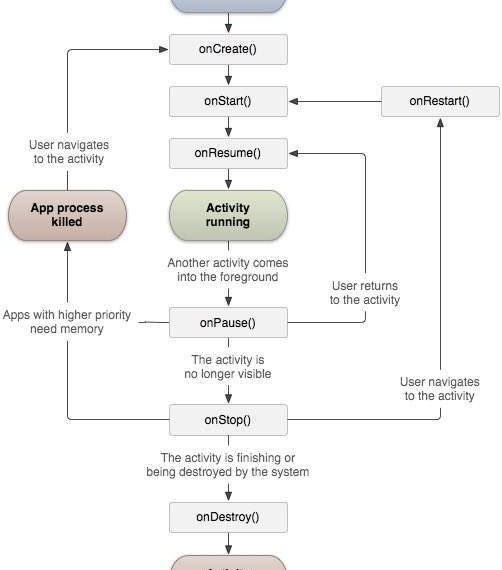 onCreate()
onStart()
onRestart()
User navigates
to the activity
onResume()
App process
killed
Activity
running
Another activity comes
into the foreground
User returns
to the activity
Apps with higher priority
need memory
onPause()
The activity is
no longer visible
User navigates
to the activity
onStop()
The activity is finishing or
being destroyed by the system
onDestroy()